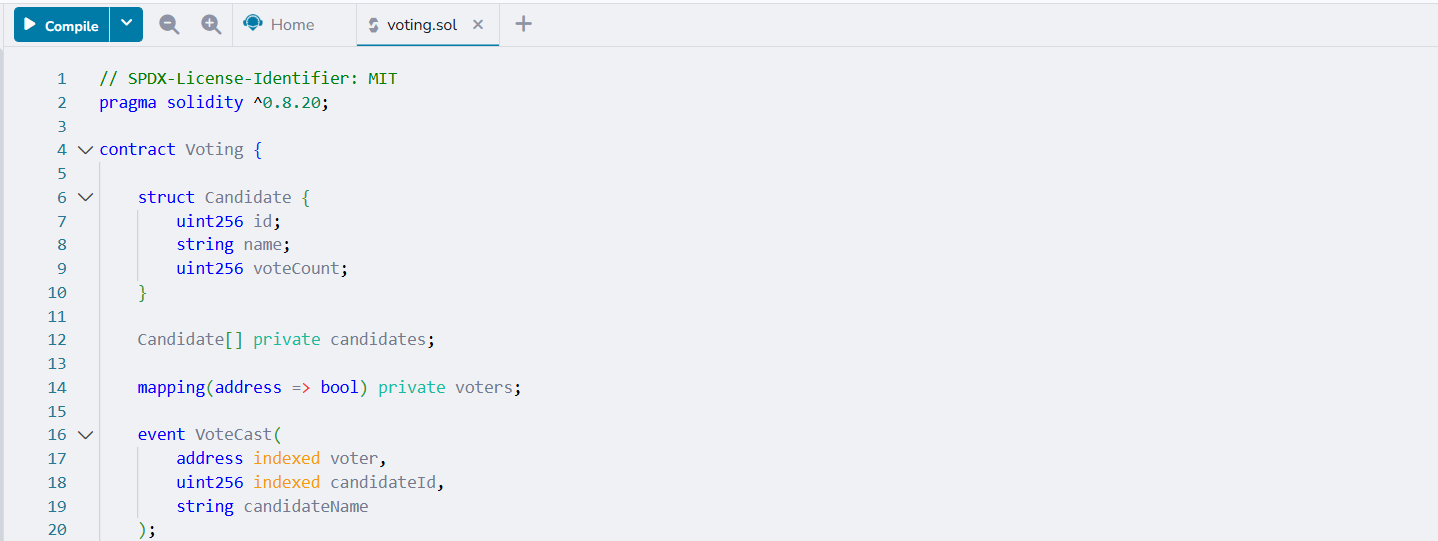 Compile
Home
voting.sol
1 // SPDX-License-Identifier: MIT
2 pragma solidity ^0.8.20;
3
4 contract Voting {
5
6     struct Candidate {
7         uint256 id;
8         string name;
9         uint256 voteCount;
10     }
11
12     Candidate[] private candidates;
13
14     mapping(address => bool) private voters;
15
16     event VoteCast(
17         address indexed voter,
18         uint256 indexed candidateId,
19         string candidateName
20     );